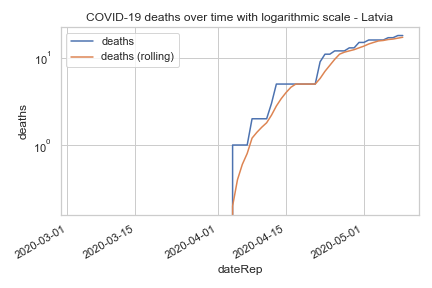 COVID-19 deaths over time with logarithmic scale - Latvia
deaths
deaths (rolling)
10¹
10⁰
deaths
2020-03-01
2020-03-15
2020-04-01
2020-04-15
2020-05-01
dateRep